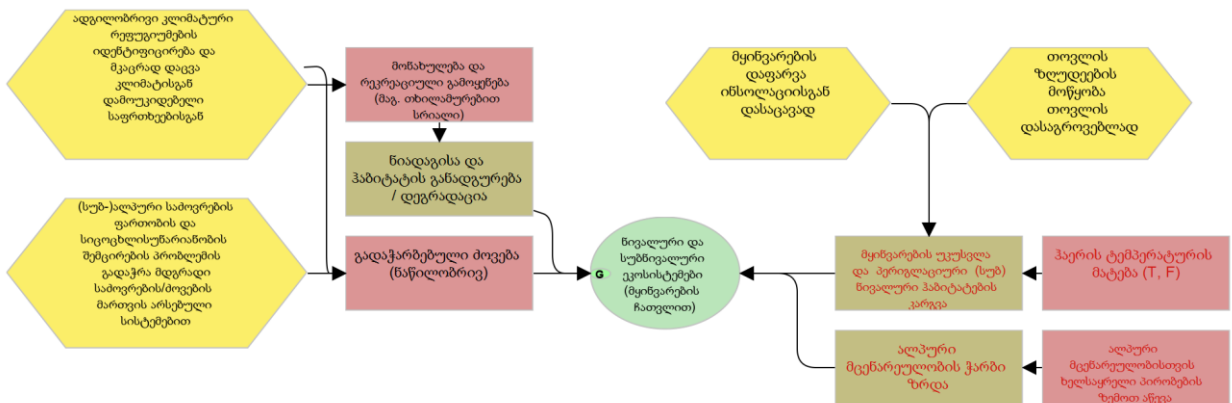 ადგილობრივი კლიმატური
რეფუგიუმების
იდენტიფიცირება და
მკაცრად დაცვა
კლიმატისგან
დამოუკიდებელი
საფრთხეებისგან
მონახულება და
რეკრეაციული გამოყენება
(მაგ. თხილამურებით
სრიალი)
ნიადაგისა და
ჰაბიტატის განადგურება
/ დეგრადაცია
(სუბ-)ალპური საძოვრების
ფართობის და
სიცოცხლისუნარიანობის
შემცირების პრობლემის
გადაჭრა მდგრადი
საძოვრების/ძოვების
მართვის არსებული
სისტემებით
გადაჭარბებული ძოვება
(ნაწილობრივ)
G
ნივალური და
სუბნივალური
ეკოსისტემები
(მყინვარების
ჩათვლით)
მყინვარების
დაფარვა
ინსოლაციისგან
დასაცავად
თოვლის
ზღუდეების
მოწყობა
თოვლის
დასაგროვებლად
მყინვარების უკუსვლა
და პერიგლაციური (სუბ)
ნივალური ჰაბიტატების
კარგვა
ჰაერის ტემპერატურის
მატება (T, F)
ალპური
მცენარეულობის ჭარბი
ზრდა
ალპური
მცენარეულობისთვის
ხელსაყრელი პირობების
ზემოთ აწევა